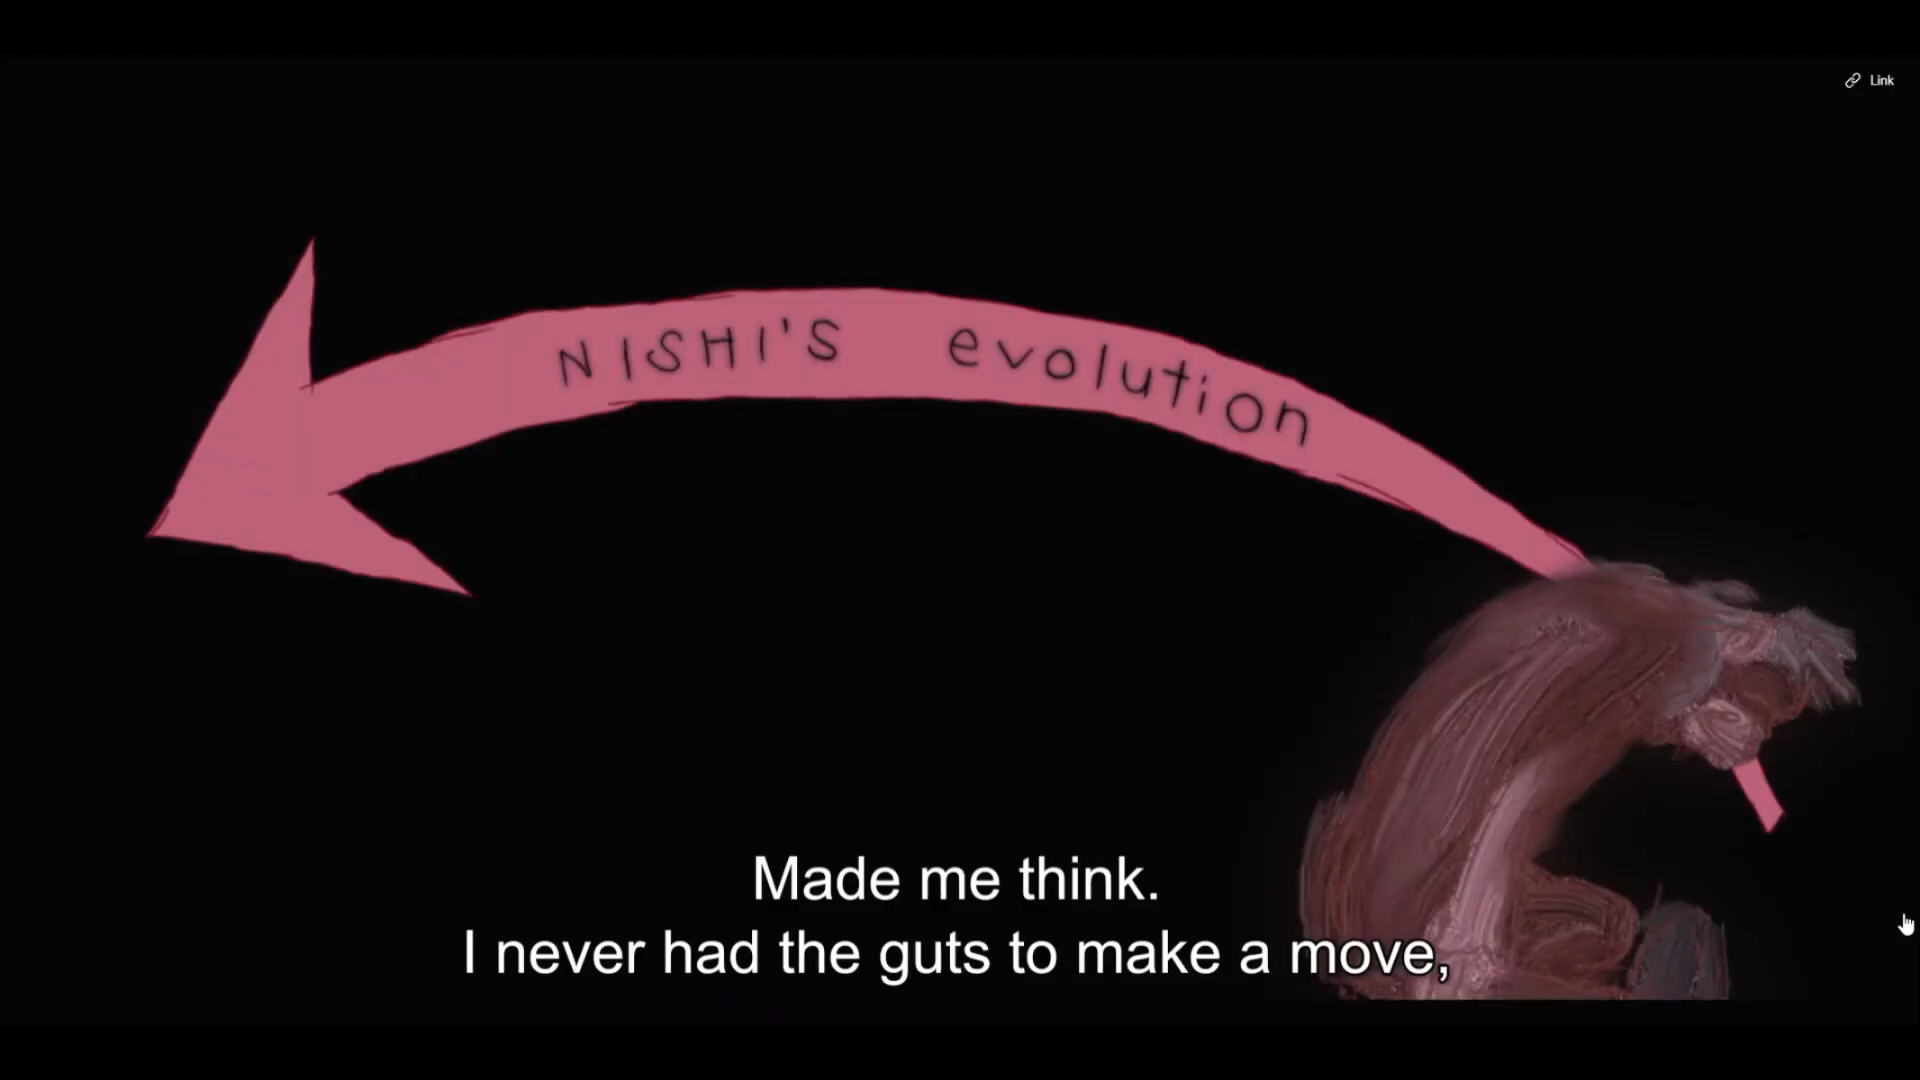 Link
NISHI'S evolution
Made me think.
I never had the guts to make a move,